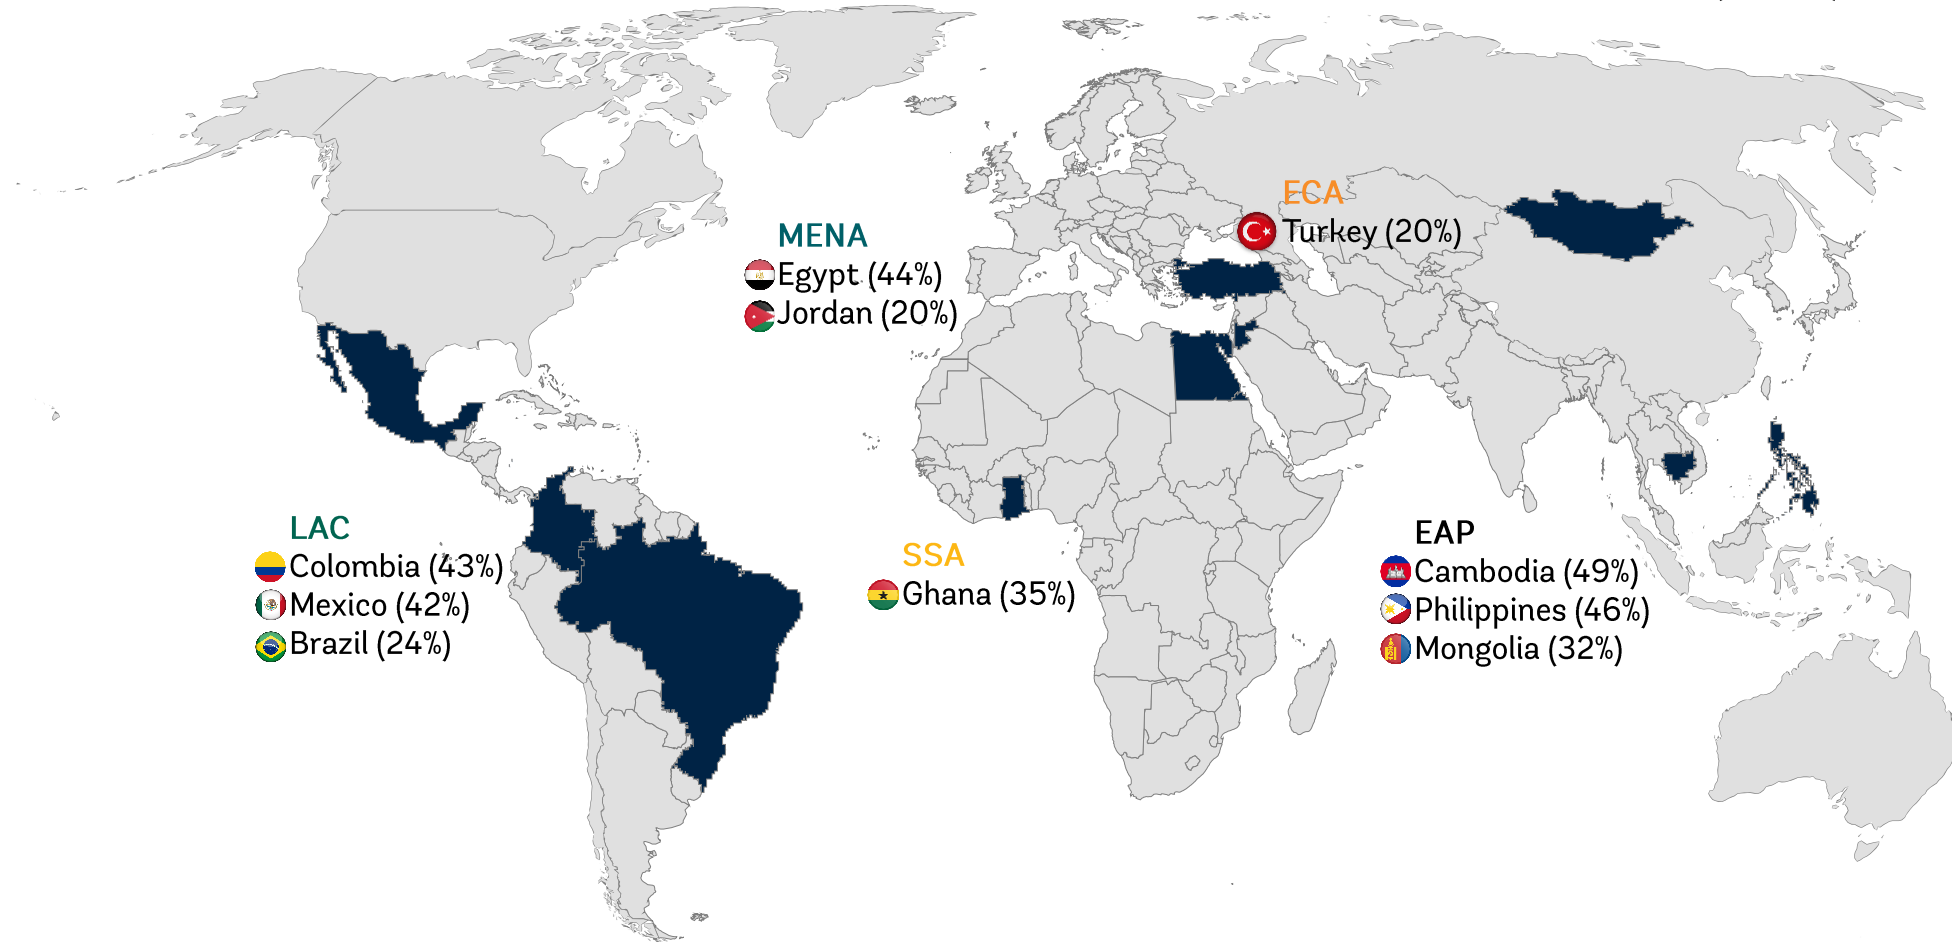 ECA
Turkey (20%)
MENA
Egypt (44%)
Jordan (20%)
LAC
Colombia (43%)
Mexico (42%)
Brazil (24%)
SSA
Ghana (35%)
EAP
Cambodia (49%)
Philippines (46%)
Mongolia (32%)